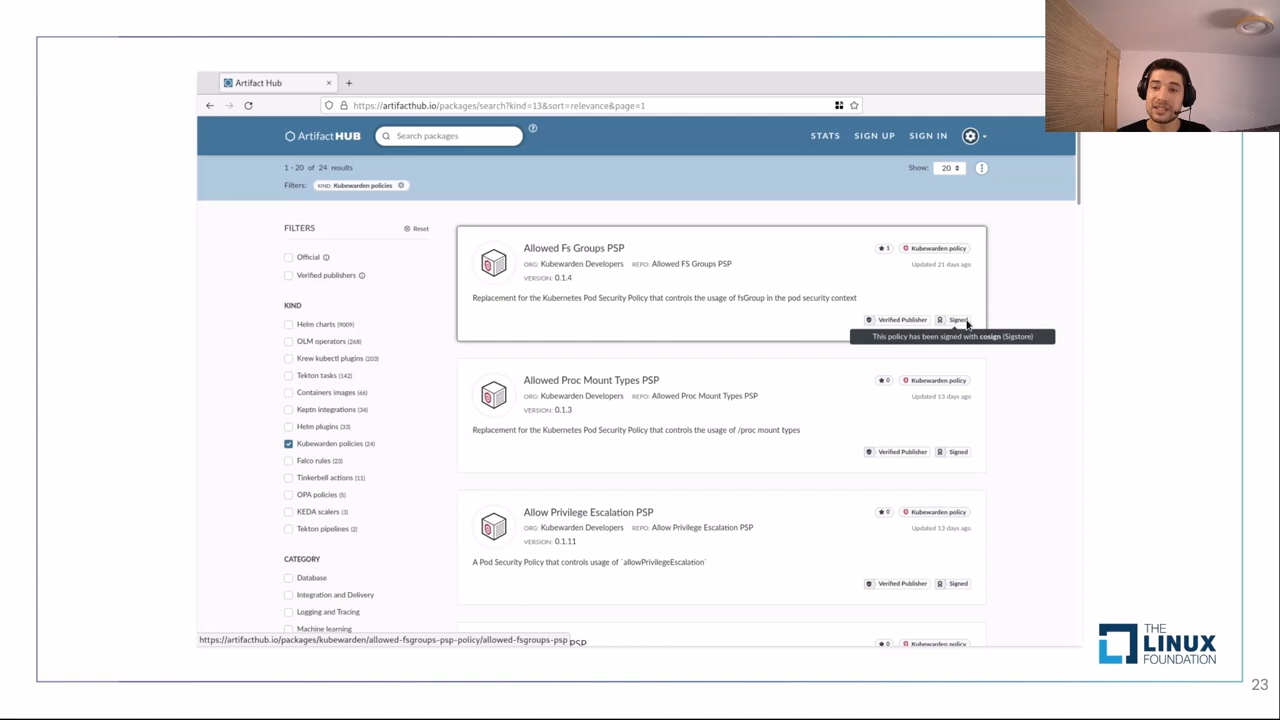 Artifact Hub × +
https://artifacthub.io/packages/search?kind=13&sort=relevance&page=1
ArtifactHUB Search packages STATS SIGN UP SIGN IN
1 - 20 of 24 results Show: 20
Filters: KIND: Kubewarden policies
FILTERS Reset
Official
Verified publishers
KIND
Helm charts (9009)
OLM operators (268)
Krew kubectl plugins (203)
Tekton tasks (142)
Containers images (66)
Keptn integrations (34)
Helm plugins (33)
Kubewarden policies (24)
Falco rules (23)
Tinkerbell actions (11)
OPA policies (5)
KEDA scalers (3)
Tekton pipelines (2)
CATEGORY
Database
Integration and Delivery
Logging and Tracing
Machine learning
Allowed Fs Groups PSP
★ 1 Kubewarden policy
ORG: Kubewarden Developers REPO: Allowed FS Groups PSP
Updated 21 days ago
VERSION: 0.1.4
Replacement for the Kubernetes Pod Security Policy that controls the usage of fsGroup in the pod security context
Verified Publisher Signed
This policy has been signed with cosign (Sigstore)
Allowed Proc Mount Types PSP
★ 0 Kubewarden policy
ORG: Kubewarden Developers REPO: Allowed Proc Mount Types PSP
Updated 13 days ago
VERSION: 0.1.3
Replacement for the Kubernetes Pod Security Policy that controls the usage of /proc mount types
Verified Publisher Signed
Allow Privilege Escalation PSP
★ 0 Kubewarden policy
ORG: Kubewarden Developers REPO: Allow Privilege Escalation PSP
Updated 13 days ago
VERSION: 0.1.11
A Pod Security Policy that controls usage of `allowPrivilegeEscalation`
Verified Publisher Signed
PSP
★ 0 Kubewarden policy
https://artifacthub.io/packages/kubewarden/allowed-fsgroups-psp-policy/allowed-fsgroups-psp
THE
LINUX
FOUNDATION
23